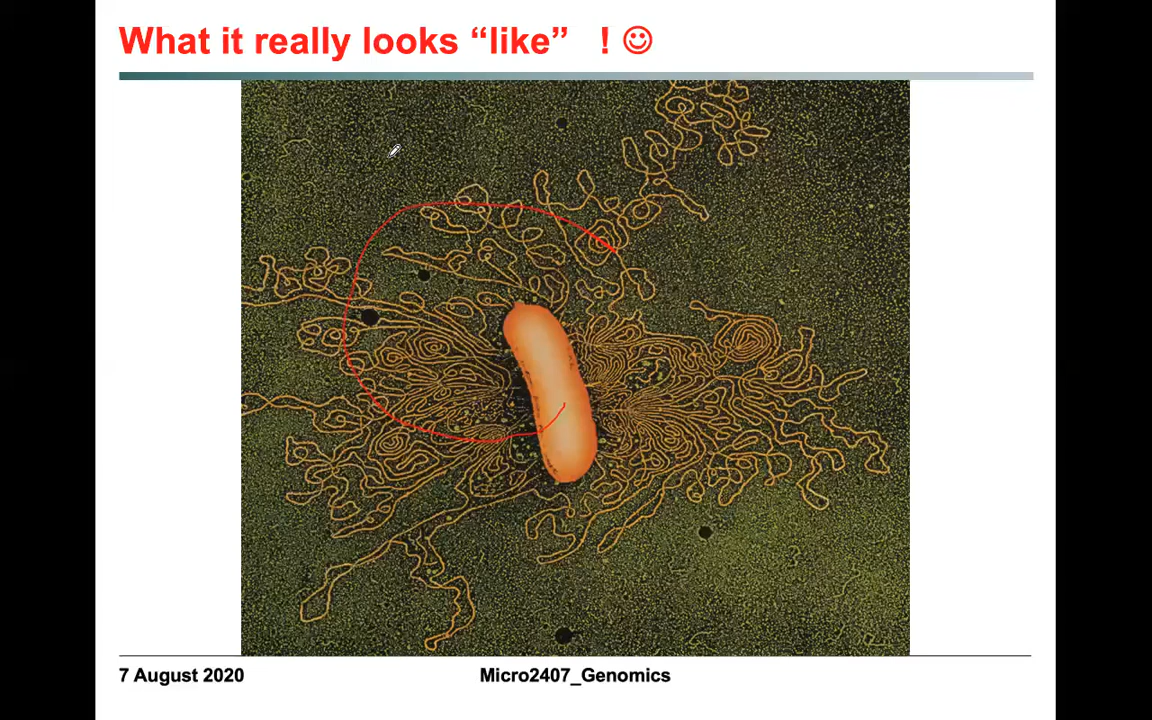 What it really looks “like” ! ☺
7 August 2020
Micro2407_Genomics